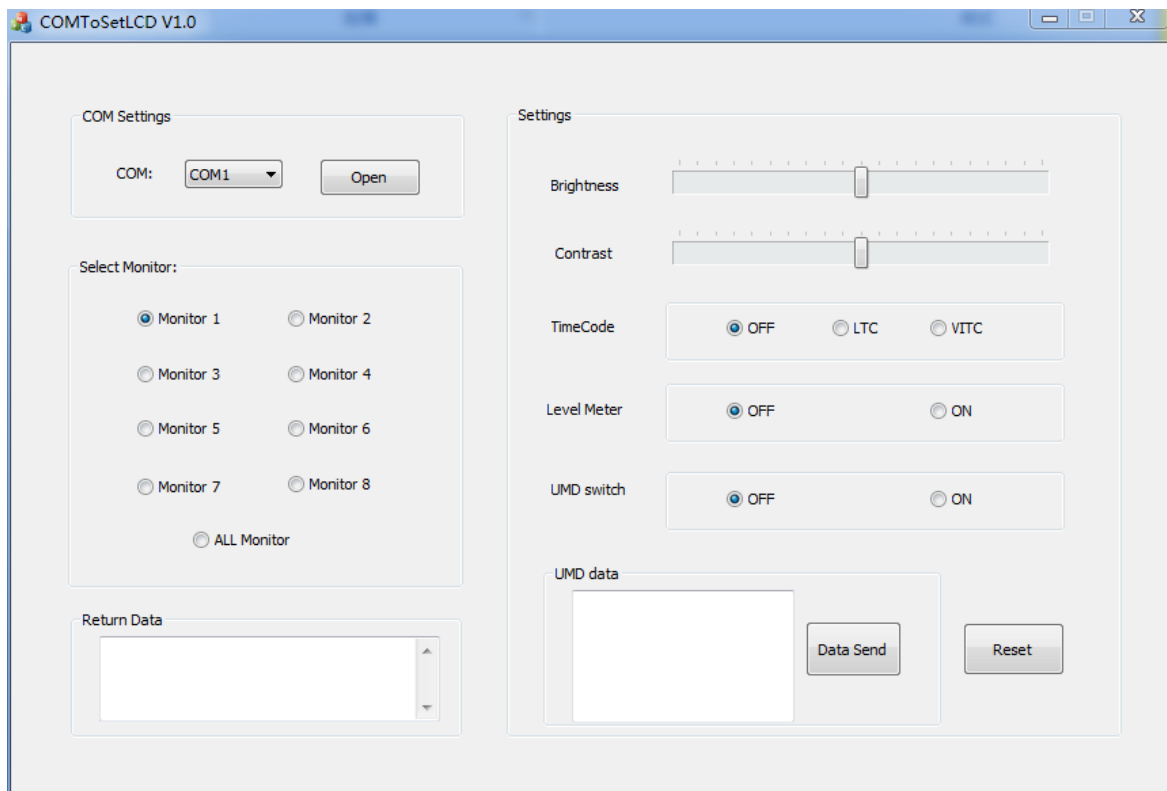 COMToSetLCD V1.0
COM Settings
COM:
COM1
Open
Select Monitor:
Monitor 1
Monitor 2
Monitor 3
Monitor 4
Monitor 5
Monitor 6
Monitor 7
Monitor 8
ALL Monitor
Return Data
Settings
Brightness
Contrast
TimeCode
OFF
LTC
VITC
Level Meter
OFF
ON
UMD switch
OFF
ON
UMD data
Data Send
Reset